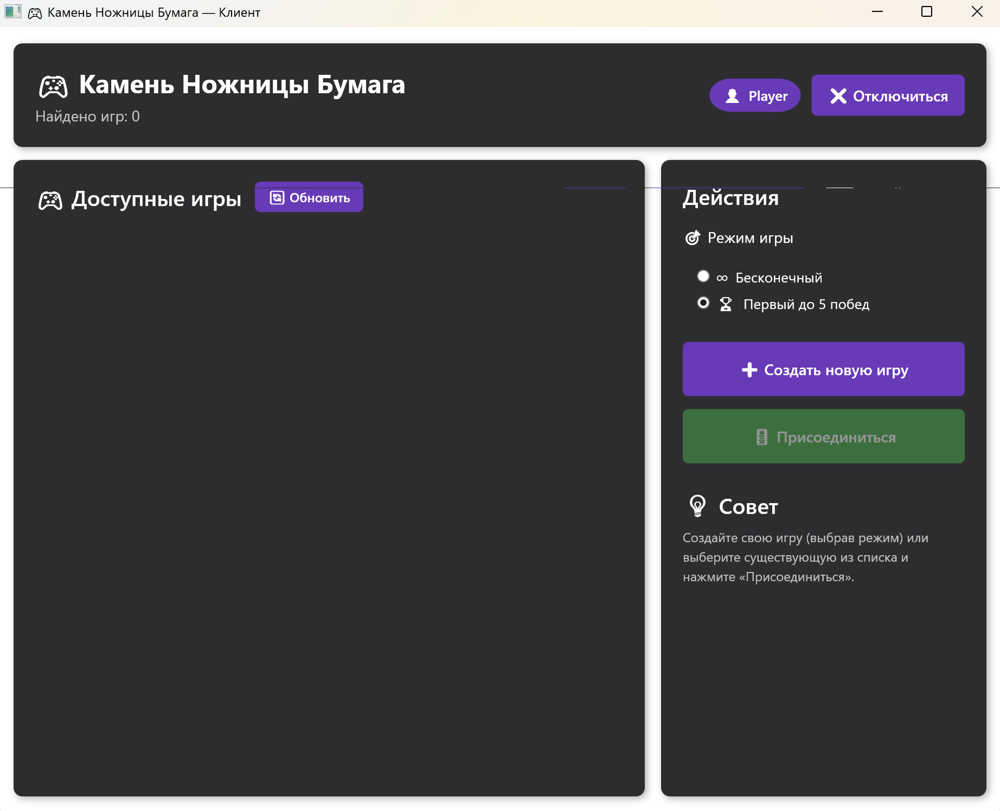 Камень Ножницы Бумага — Клиент
Камень Ножницы Бумага
Найдено игр: 0
Player
Отключиться
Доступные игры
Обновить
Действия
Режим игры
∞ Бесконечный
Первый до 5 побед
Создать новую игру
Присоединиться
Совет
Создайте свою игру (выбрав режим) или
выберите существующую из списка и
нажмите «Присоединиться».